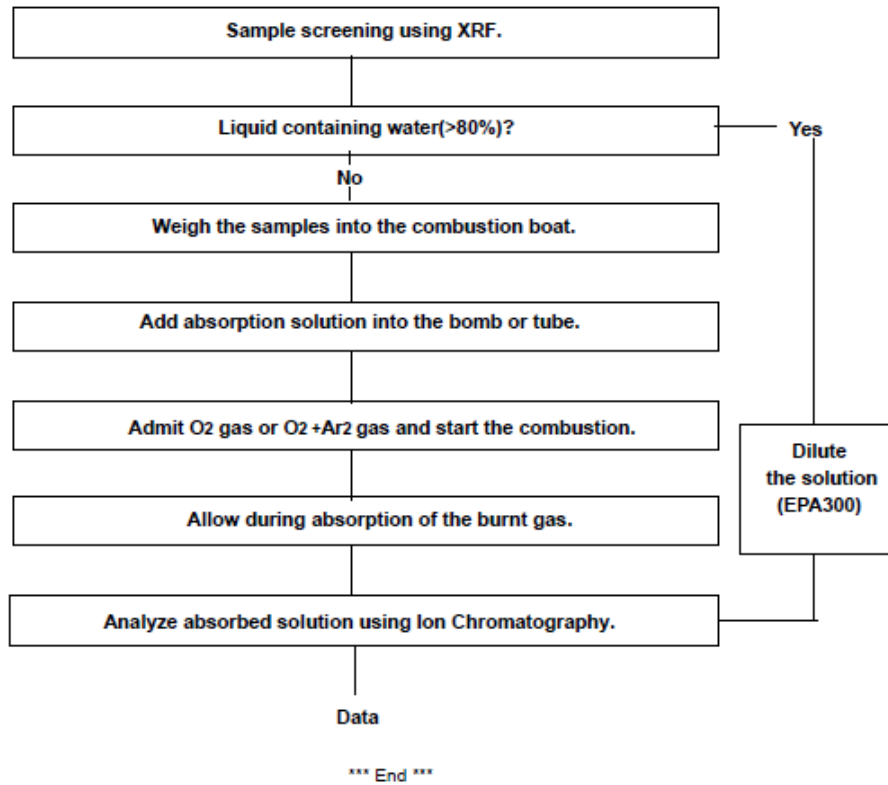 Sample screening using XRF.
Liquid containing water(>80%)?
Yes
No
Weigh the samples into the combustion boat.
Add absorption solution into the bomb or tube.
Admit O2 gas or O2 +Ar2 gas and start the combustion.
Dilute
the solution
(EPA300)
Allow during absorption of the burnt gas.
Analyze absorbed solution using Ion Chromatography.
Data
*** End ***